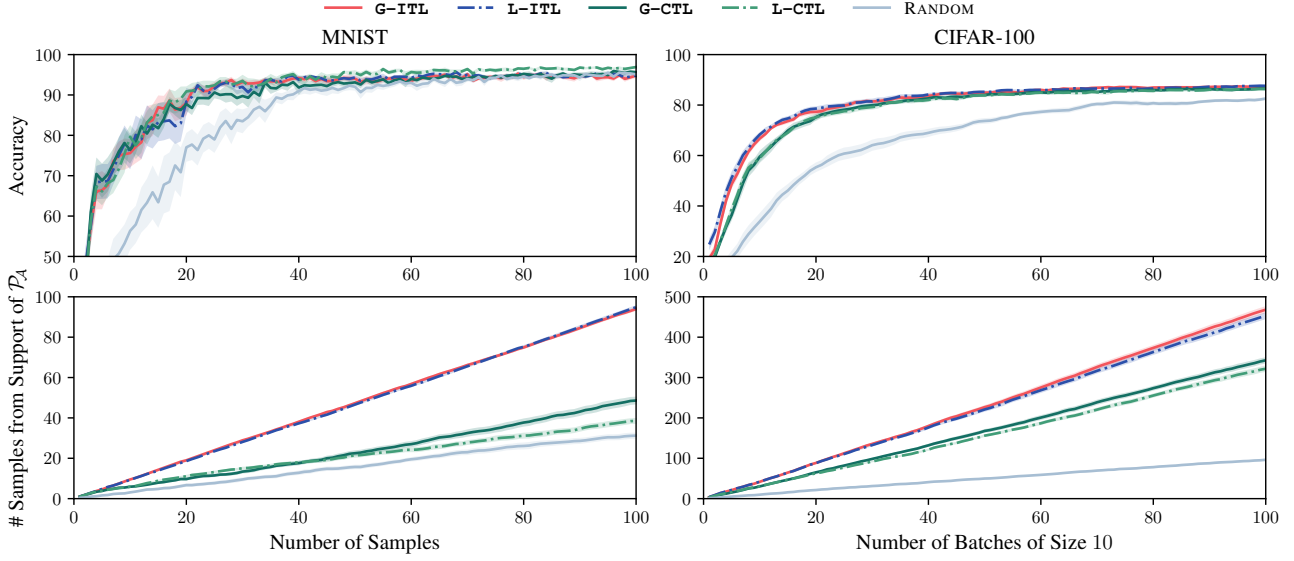 G-ITL L-ITL G-CTL L-CTL RANDOM
MNIST
CIFAR-100
Accuracy
100
90
80
70
60
50
0 20 40 60 80 100
100
80
60
40
20
0 20 40 60 80 100
# Samples from Support of 𝒫𝒜
100
80
60
40
20
0
0 20 40 60 80 100
Number of Samples
500
400
300
200
100
0
0 20 40 60 80 100
Number of Batches of Size 10